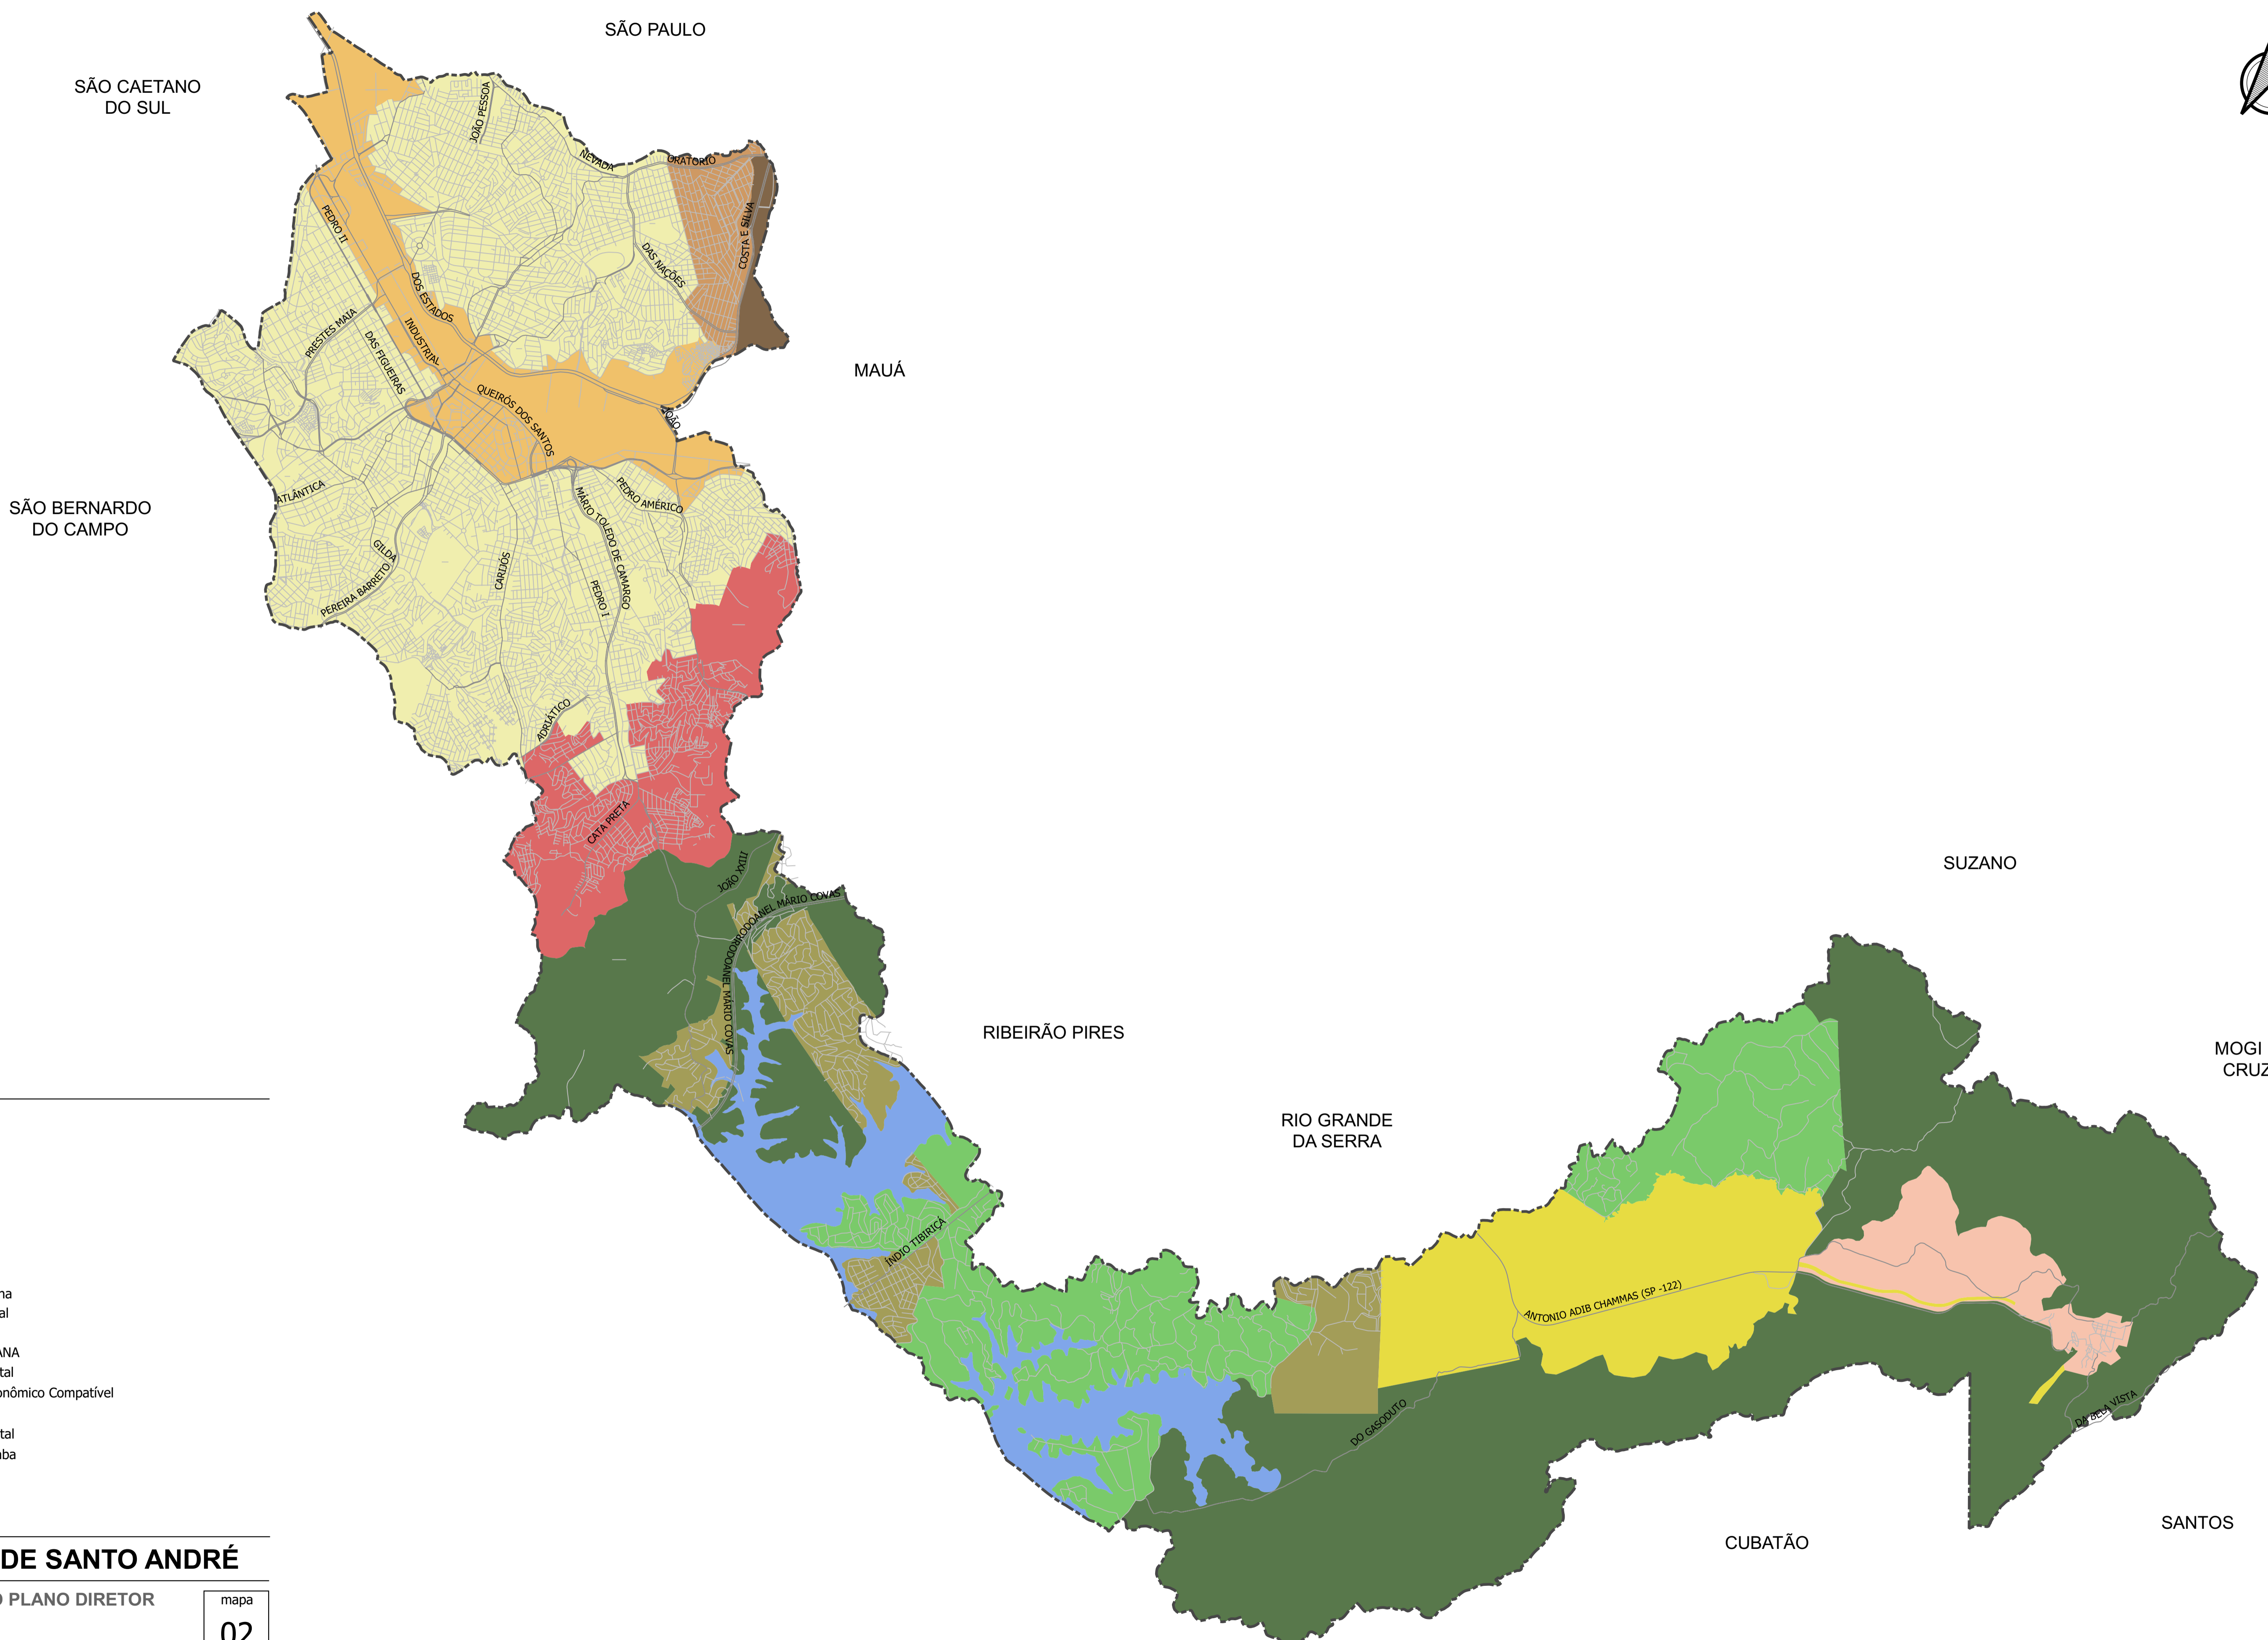 SÃO PAULO
SÃO CAETANO
DO SUL
JOÃO PESSOA
NEVADA
ORATÓRIO
PEDRO II
COSTA E SILVA
DAS NAÇÕES
DOS ESTADOS
PRESTES MAIA
INDUSTRIAL
DAS FIGUEIRAS
MAUÁ
QUEIRÓS DOS SANTOS
JOÃO
ATLÂNTICA
PEDRO AMÉRICO
SÃO BERNARDO
DO CAMPO
MÁRIO TOLEDO DE CAMARGO
GILDA
CARIJÓS
PEREIRA BARRETO
PEDRO I
ADRIÁTICO
CATA PRETA
JOÃO XXIII
SUZANO
RODOANEL MÁRIO COVAS
RODOANEL MÁRIO COVAS
RIBEIRÃO PIRES
MOGI
CRUZ
RIO GRANDE
DA SERRA
ÍNDIO TIBIRIÇÁ
ANTONIO ADIB CHAMMAS (SP -122)
DO GASODUTO
DA BELA VISTA
SANTOS
CUBATÃO
na
al
ANA
tal
onômico Compatível
tal
aba
DE SANTO ANDRÉ
O PLANO DIRETOR
mapa
02